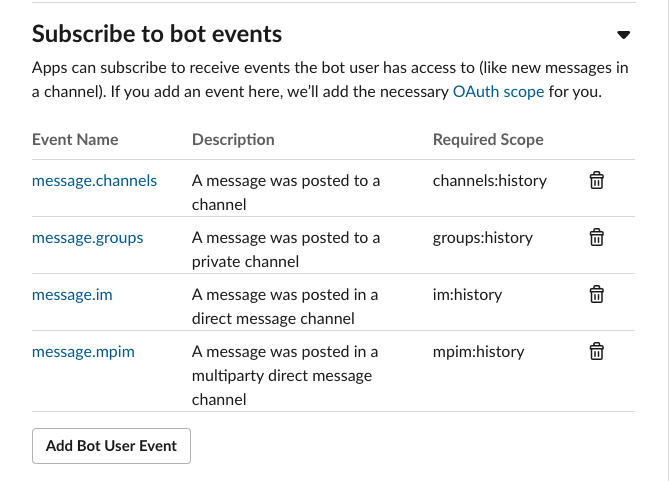 Subscribe to bot events
Apps can subscribe to receive events the bot user has access to (like new messages in
a channel). If you add an event here, we’ll add the necessary OAuth scope for you.
Event Name Description Required Scope
message.channels A message was posted to a channels:history
channel
message.groups A message was posted to a groups:history
private channel
message.im A message was posted in a im:history
direct message channel
message.mpim A message was posted in a mpim:history
multiparty direct message
channel
Add Bot User Event